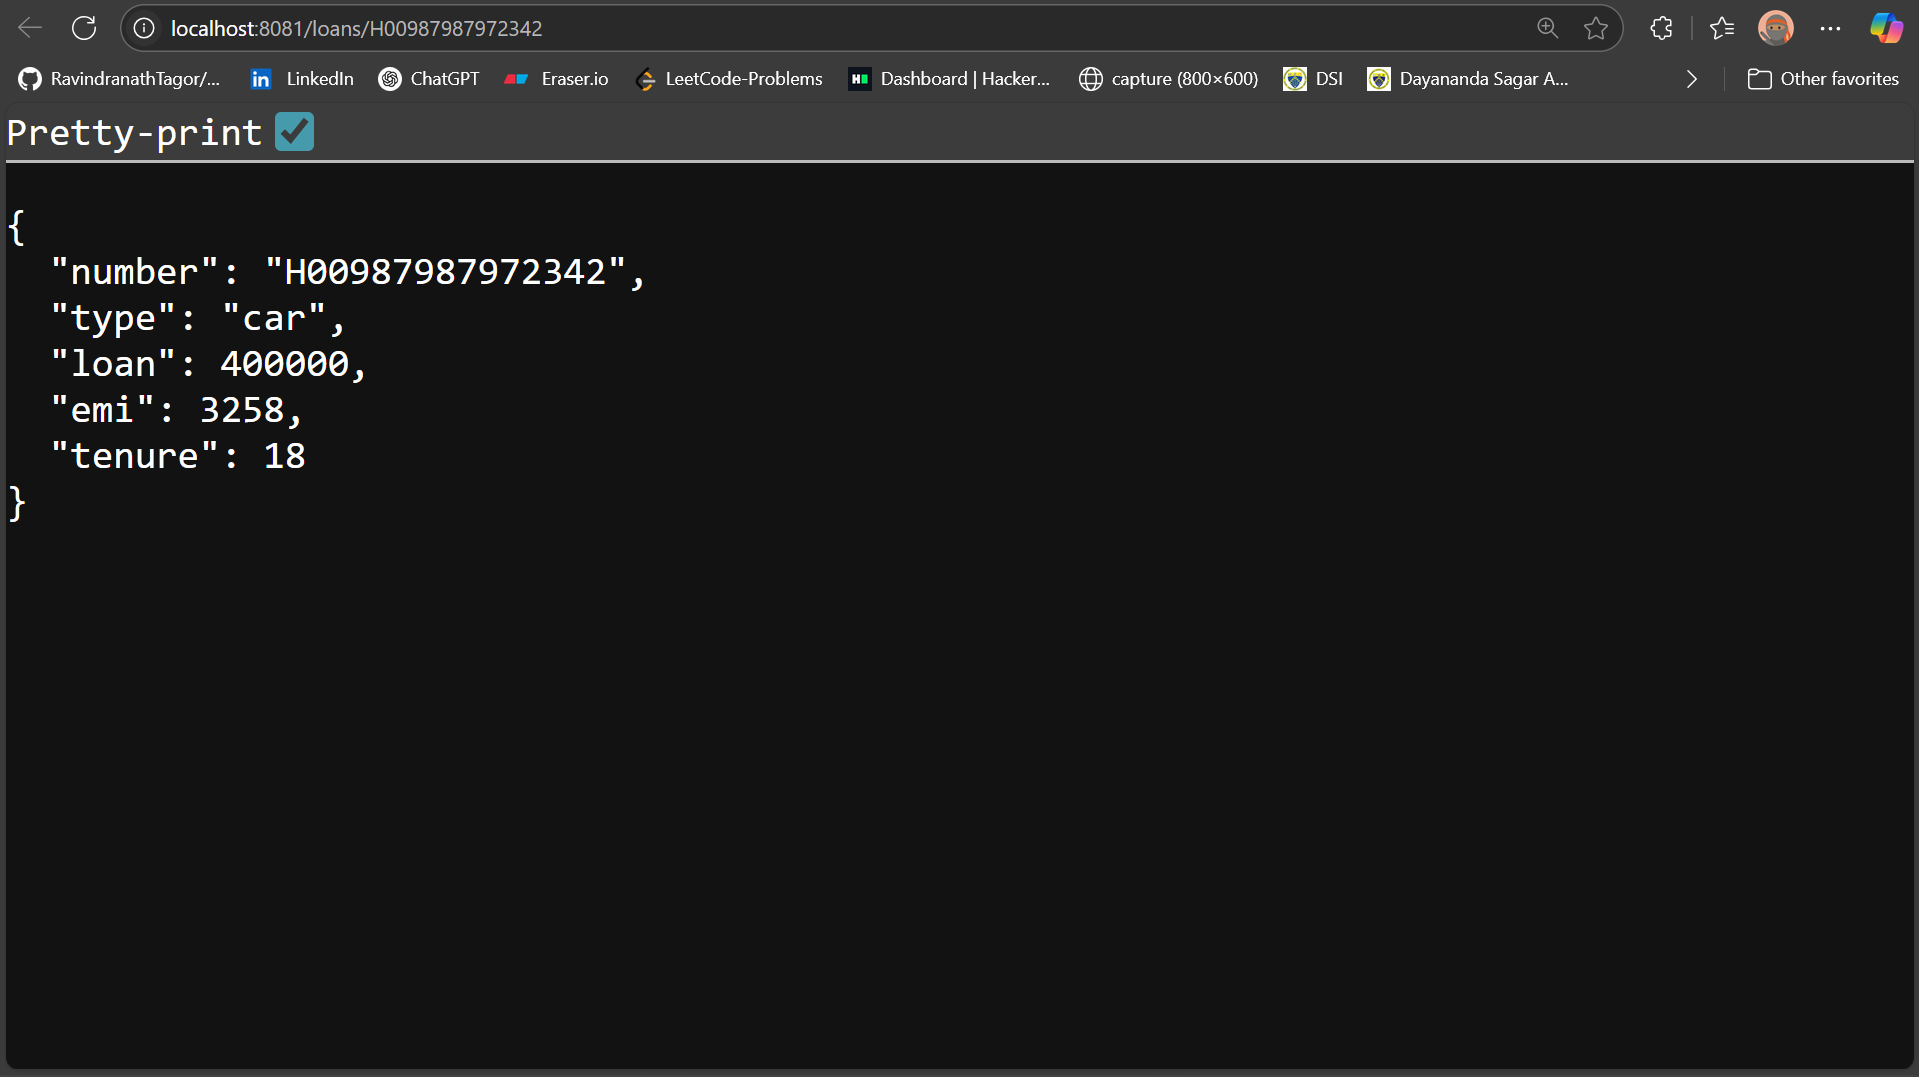 localhost:8081/loans/H00987987972342
RavindranathTagor/... LinkedIn ChatGPT Eraser.io LeetCode-Problems Dashboard | Hacker... capture (800×600) DSI Dayananda Sagar A... Other favorites
Pretty-print
{
  "number": "H00987987972342",
  "type": "car",
  "loan": 400000,
  "emi": 3258,
  "tenure": 18
}